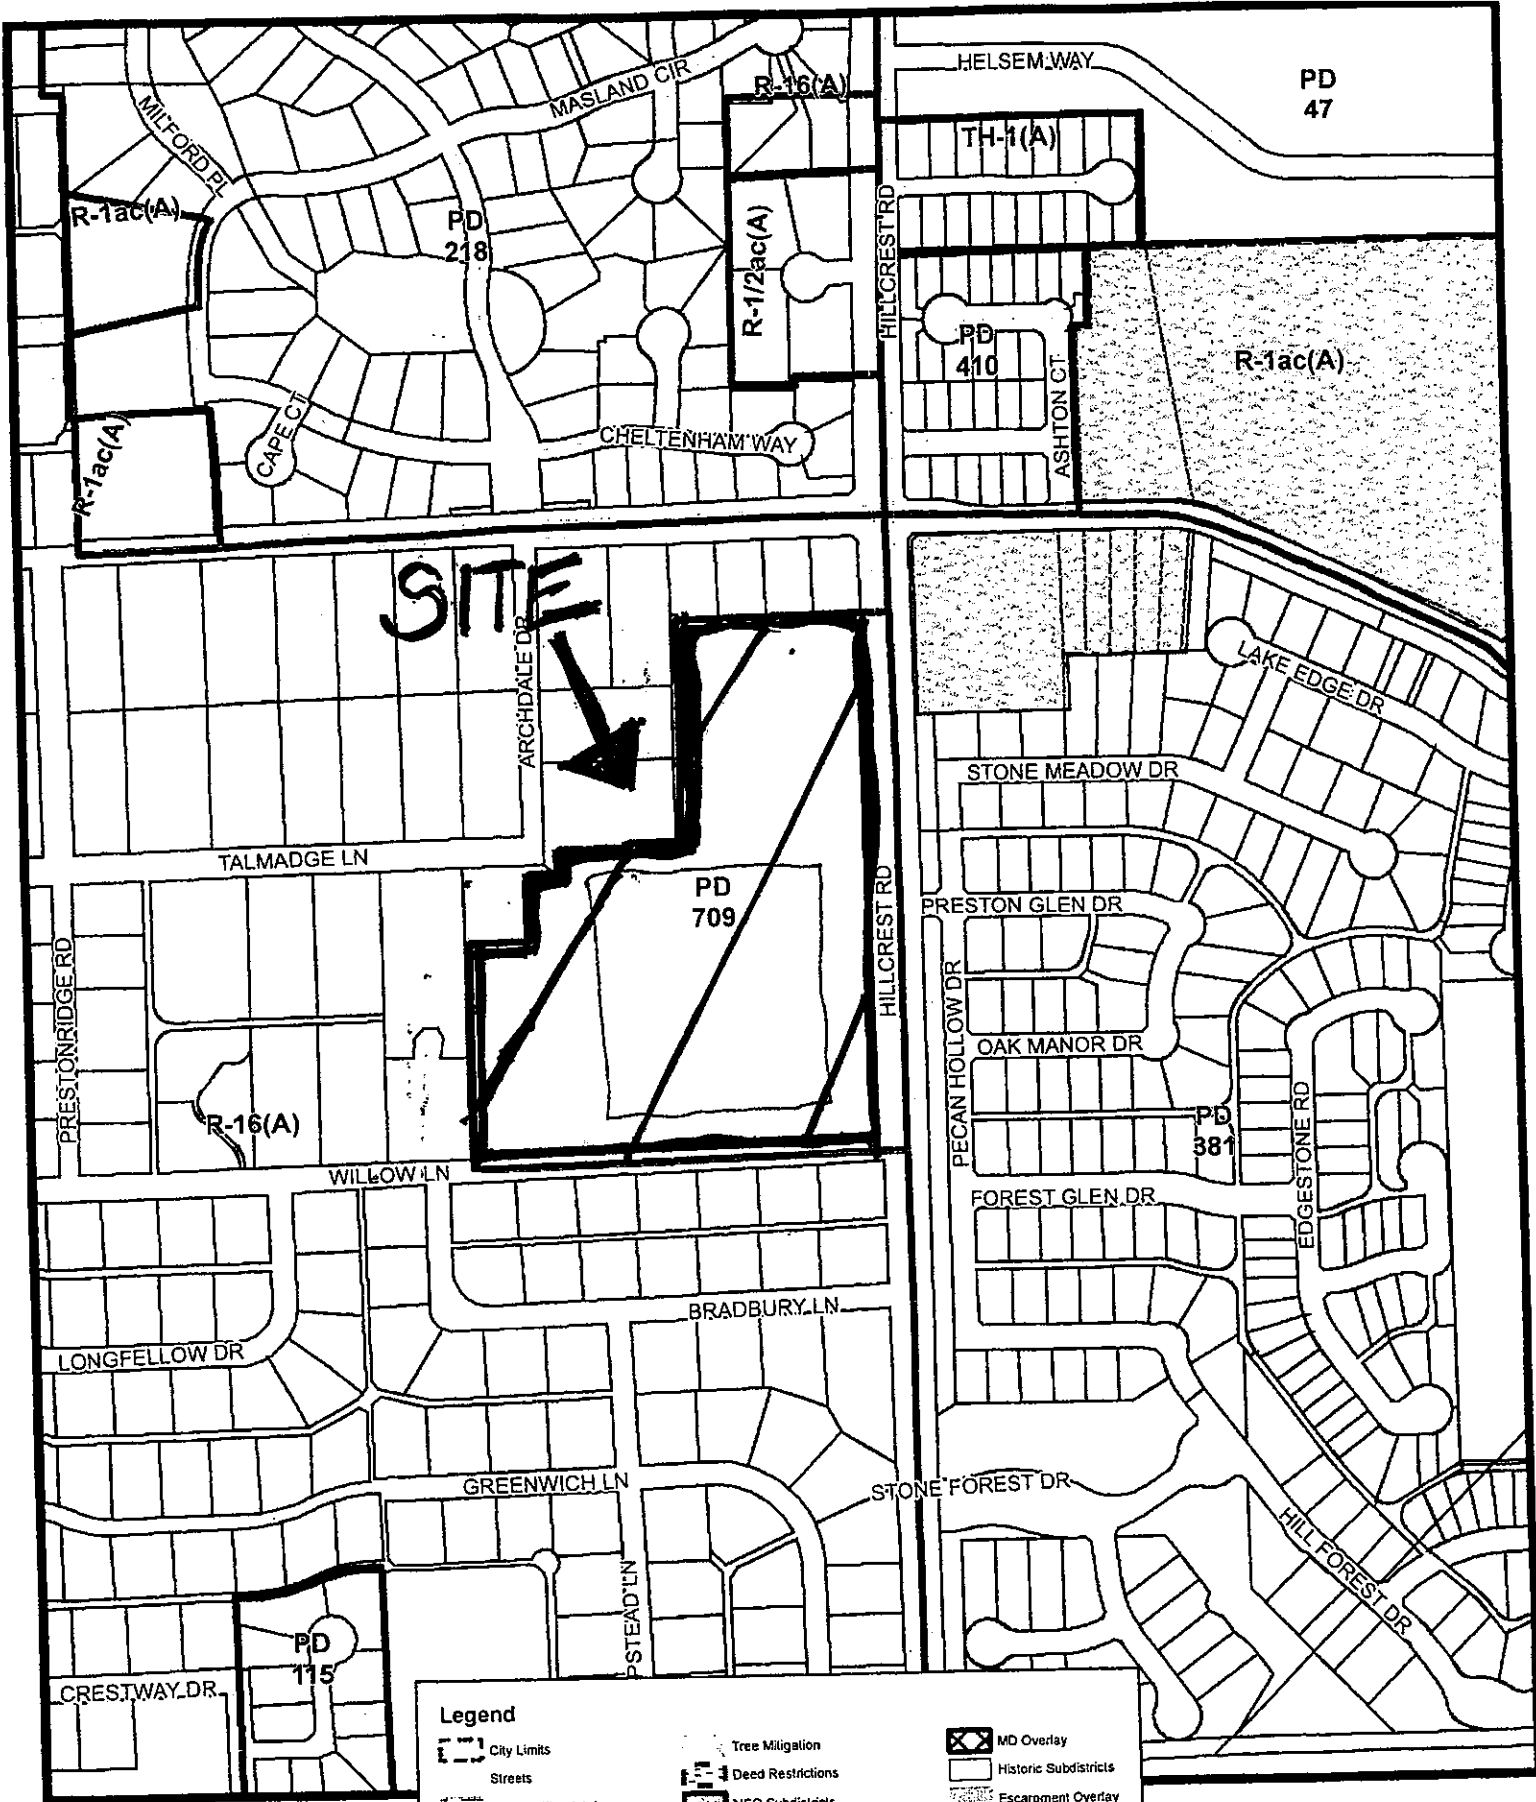 HELSEM WAY
PD
47
MASLAND CIR
R-16(A)
TH-1(A)
MILFORD PL
R-1ac(A)
PD
218
R-1/2ac(A)
HILLCREST RD
PD
410
R-1ac(A)
ASHTON CT
CAPE CT
CHELTENHAM WAY
R-1ac(A)
SITE
ARCHDALE DR
LAKE EDGE DR
STONE MEADOW DR
TALMADGE LN
PD
709
HILLCREST RD
PRESTON GLEN DR
PRESTONRIDGE RD
PECAN HOLLOW DR
OAK MANOR DR
R-16(A)
PD
381
EDGESTONE RD
WILLOW LN
FOREST GLEN DR
BRADBURY LN
LONGFELLOW DR
GREENWICH LN
STONE FOREST DR
HILL FOREST DR
PSTEAD LN
PD
115
CRESTWAY DR
Legend
City Limits
Streets
Tree Mitigation
Deed Restrictions
MD Overlay
Historic Subdistricts
Escarpment Overlay